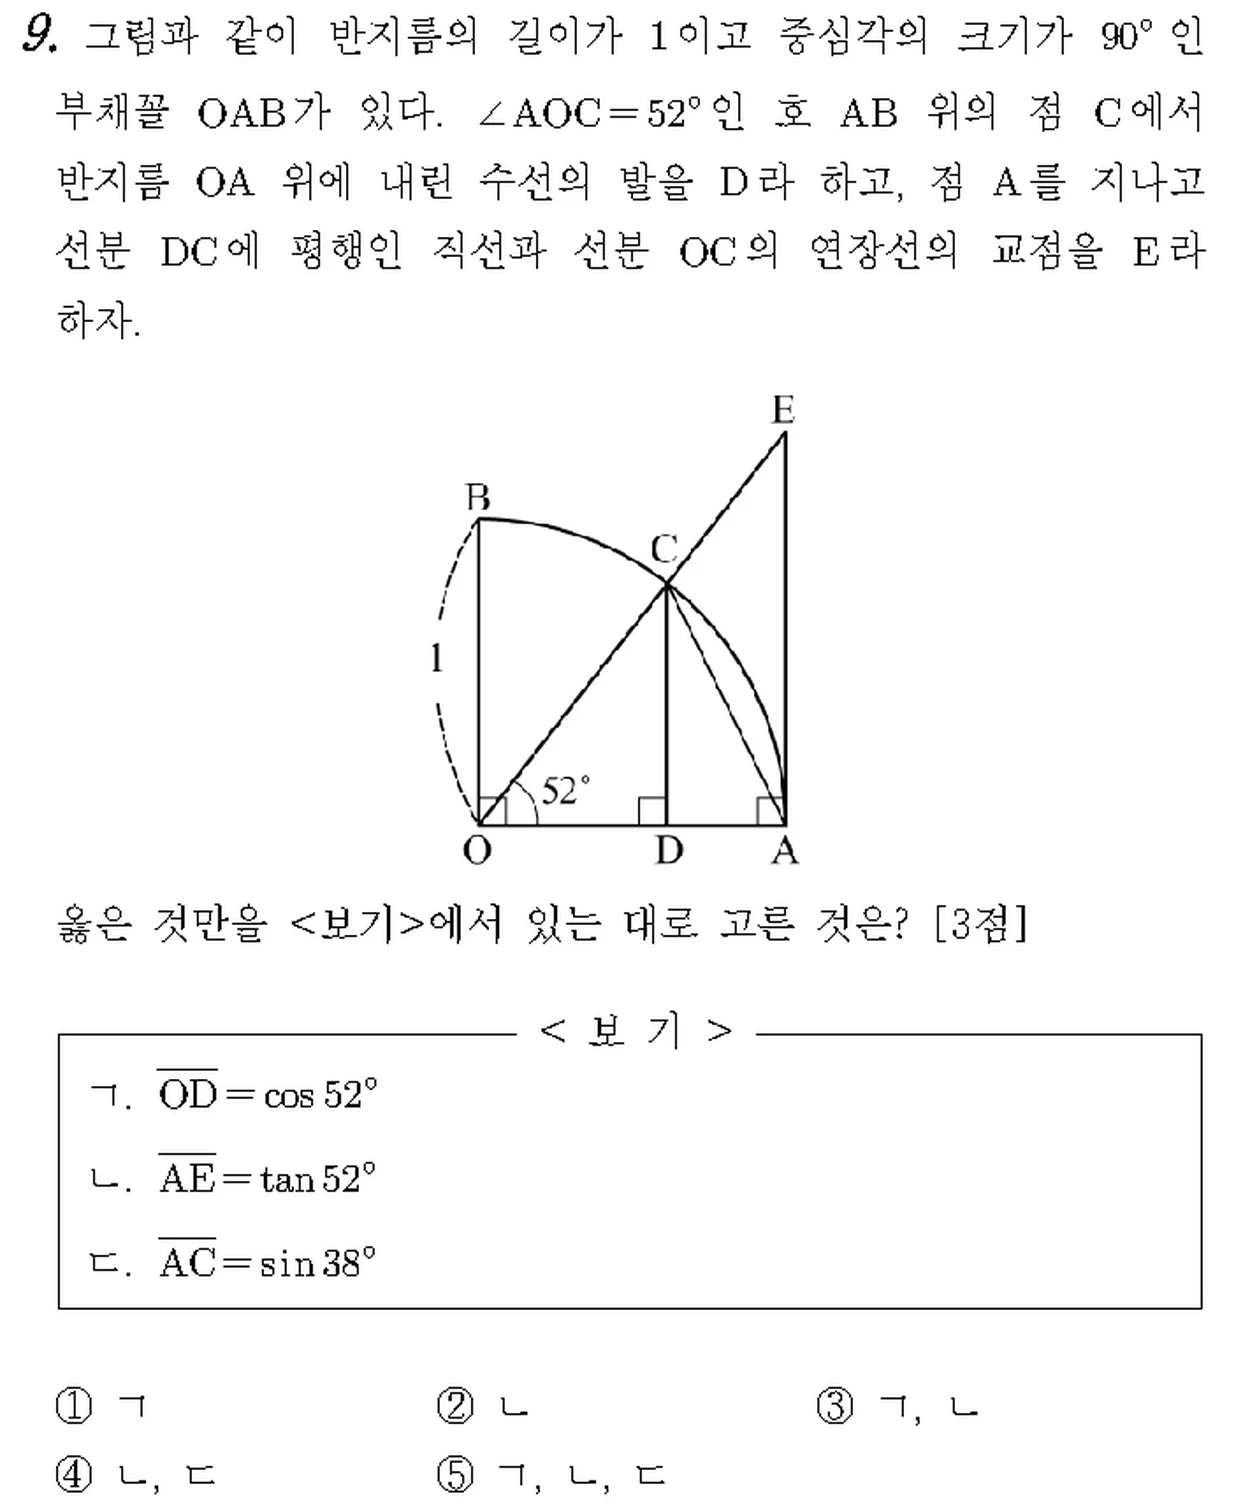 9. 그림과 같이 반지름의 길이가 1이고 중심각의 크기가 90°인
부채꼴 OAB가 있다. ∠AOC=52°인 호 AB 위의 점 C에서
반지름 OA 위에 내린 수선의 발을 D라 하고, 점 A를 지나고
선분 DC에 평행인 직선과 선분 OC의 연장선의 교점을 E라
하자.
E
B
C
1
52°
O D A
옳은 것만을 <보기>에서 있는 대로 고른 것은? [3점]
< 보 기 >
ㄱ. \overline{OD}=cos 52°
ㄴ. \overline{AE}=tan 52°
ㄷ. \overline{AC}=sin 38°
① ㄱ ② ㄴ ③ ㄱ, ㄴ
④ ㄴ, ㄷ ⑤ ㄱ, ㄴ, ㄷ